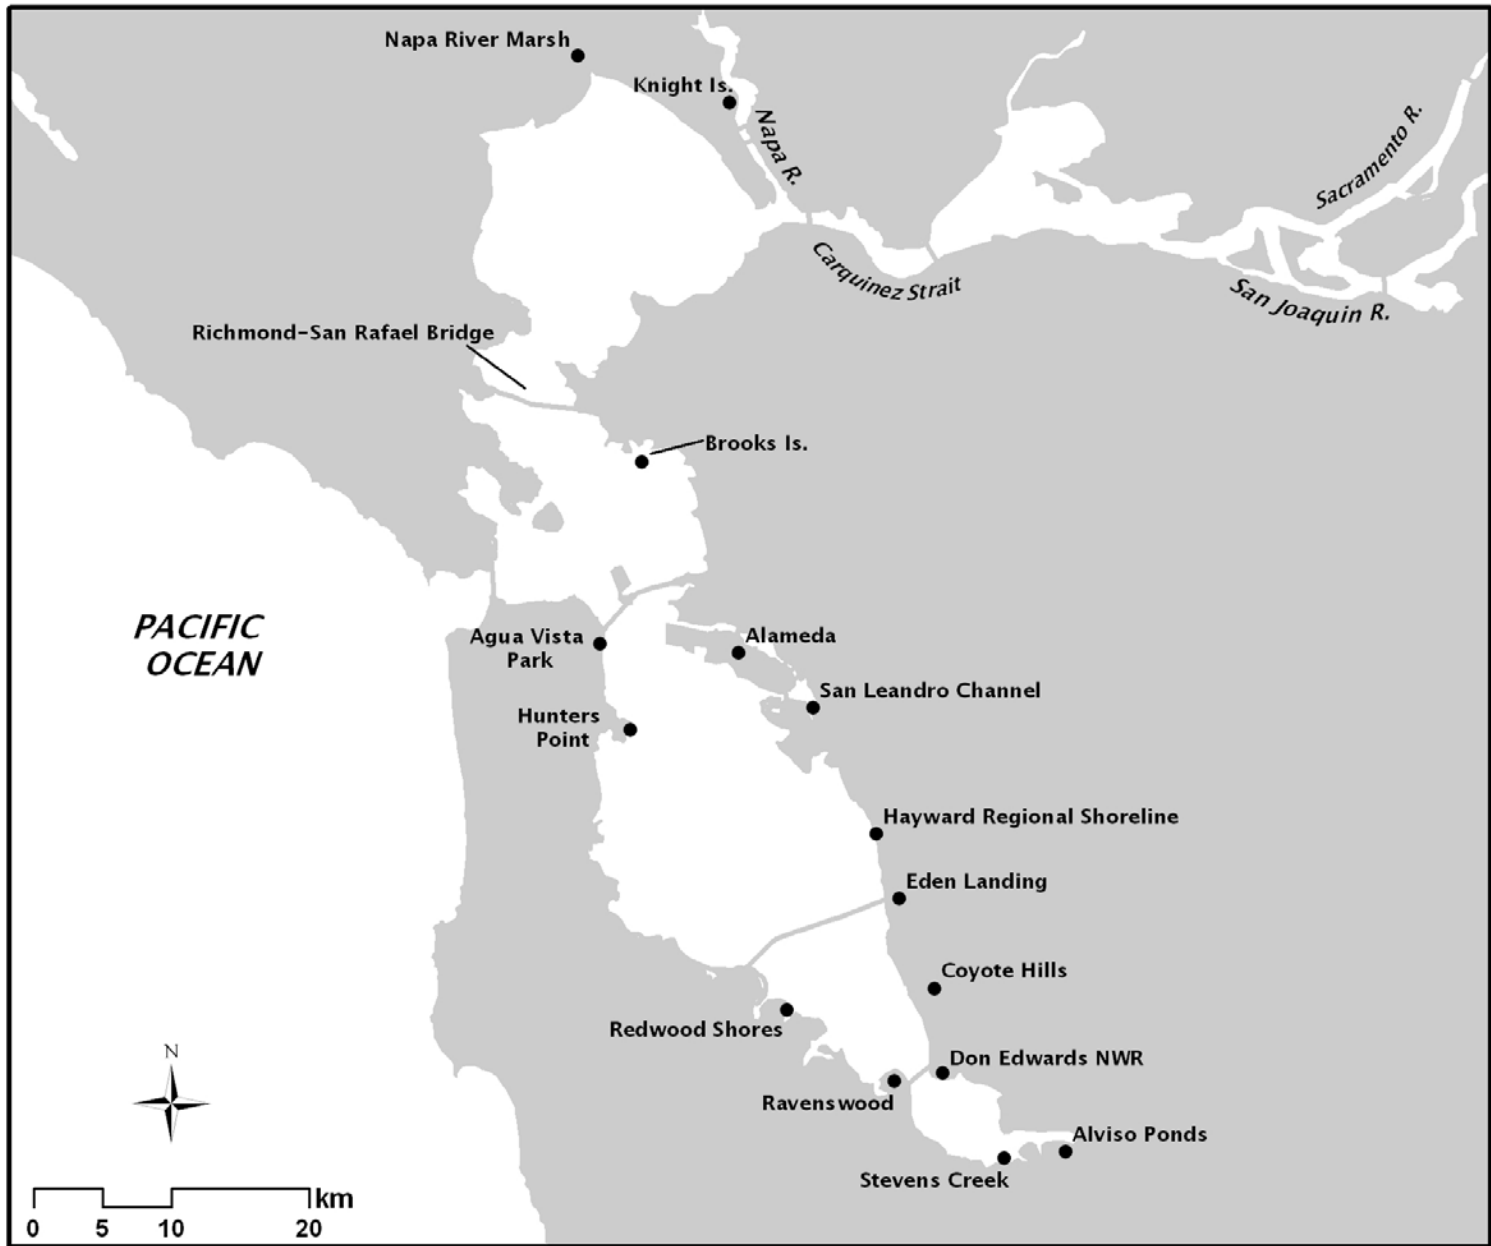 Napa River Marsh
Knight Is.
Napa R.
Sacramento R.
Carquinez Strait
San Joaquin R.
Richmond-San Rafael Bridge
Brooks Is.
PACIFIC
OCEAN
Agua Vista
Park
Alameda
San Leandro Channel
Hunters
Point
Hayward Regional Shoreline
Eden Landing
Coyote Hills
Redwood Shores
Don Edwards NWR
Ravenswood
Alviso Ponds
Stevens Creek
N
km
0 5 10 20